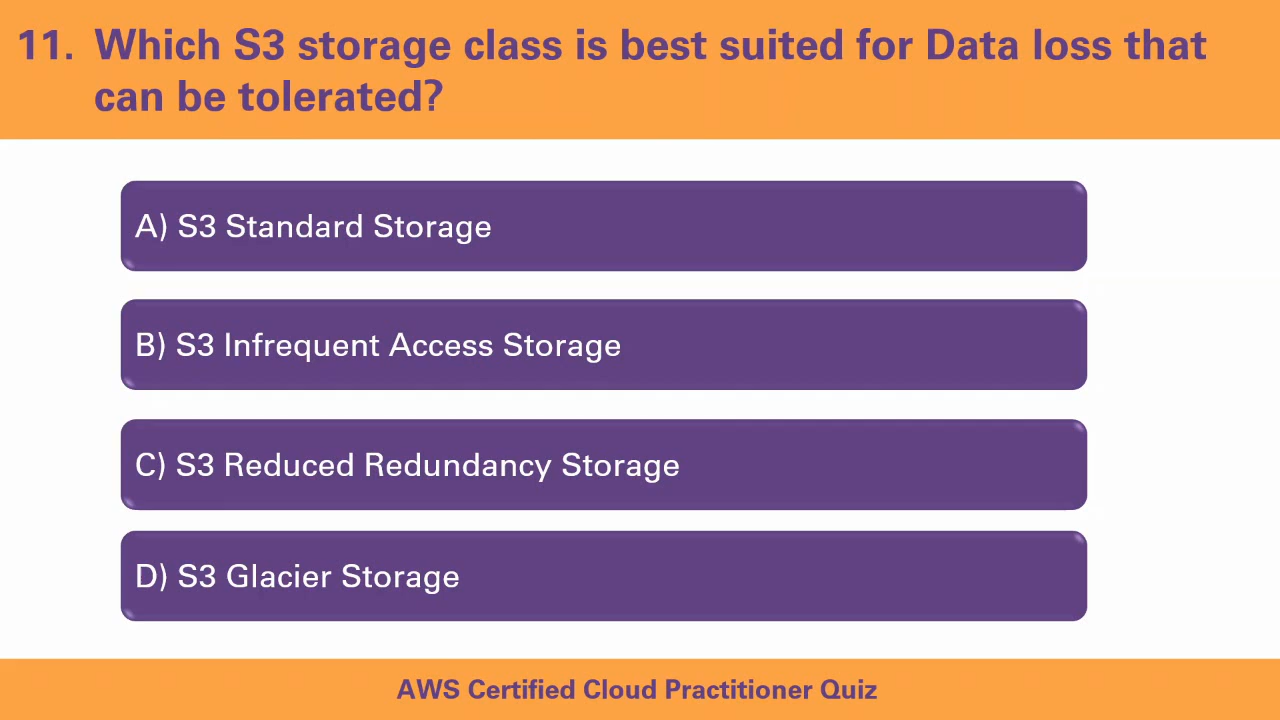 11. Which S3 storage class is best suited for Data loss that
can be tolerated?
A) S3 Standard Storage
B) S3 Infrequent Access Storage
C) S3 Reduced Redundancy Storage
D) S3 Glacier Storage
AWS Certified Cloud Practitioner Quiz